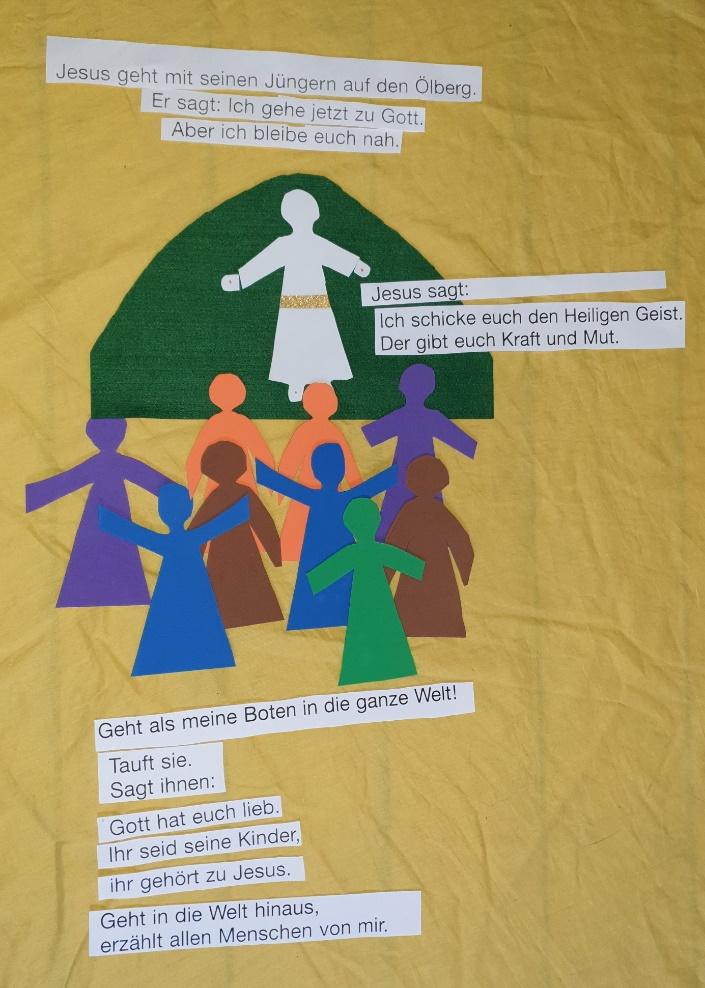 Jesus geht mit seinen Jüngern auf den Ölberg.
Er sagt: Ich gehe jetzt zu Gott.
Aber ich bleibe euch nah.
Jesus sagt:
Ich schicke euch den Heiligen Geist.
Der gibt euch Kraft und Mut.
Geht als meine Boten in die ganze Welt!
Tauft sie.
Sagt ihnen:
Gott hat euch lieb.
Ihr seid seine Kinder,
ihr gehört zu Jesus.
Geht in die Welt hinaus,
erzählt allen Menschen von mir.